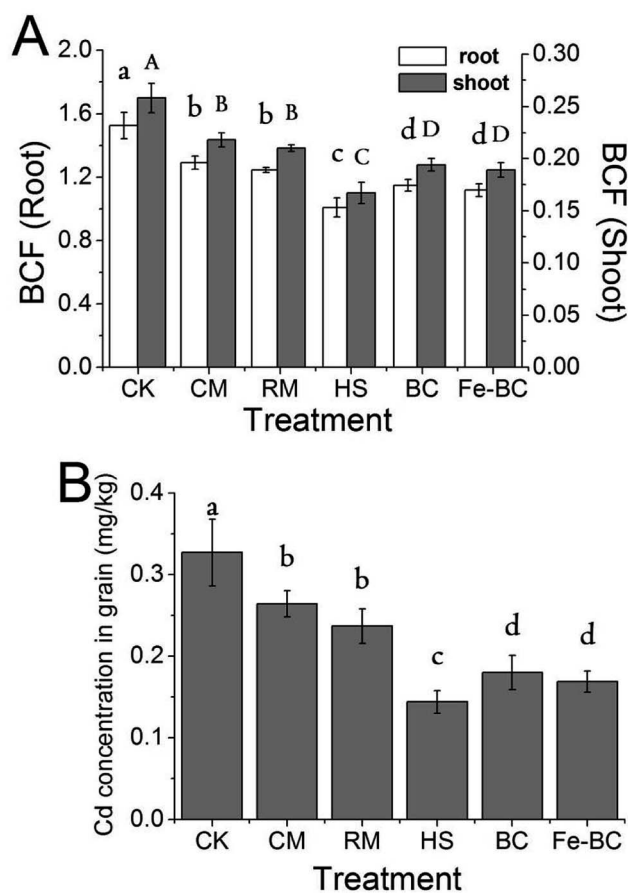 A
root
shoot
a A b B b B c C d D d D
2.0 1.6 1.2 0.8 0.4 0.0
BCF (Root)
0.30 0.25 0.20 0.15 0.10 0.05 0.00
BCF (Shoot)
CK CM RM HS BC Fe-BC
Treatment
B
a b b c d d
0.4 0.3 0.2 0.1 0.0
Cd concentration in grain (mg/kg)
CK CM RM HS BC Fe-BC
Treatment